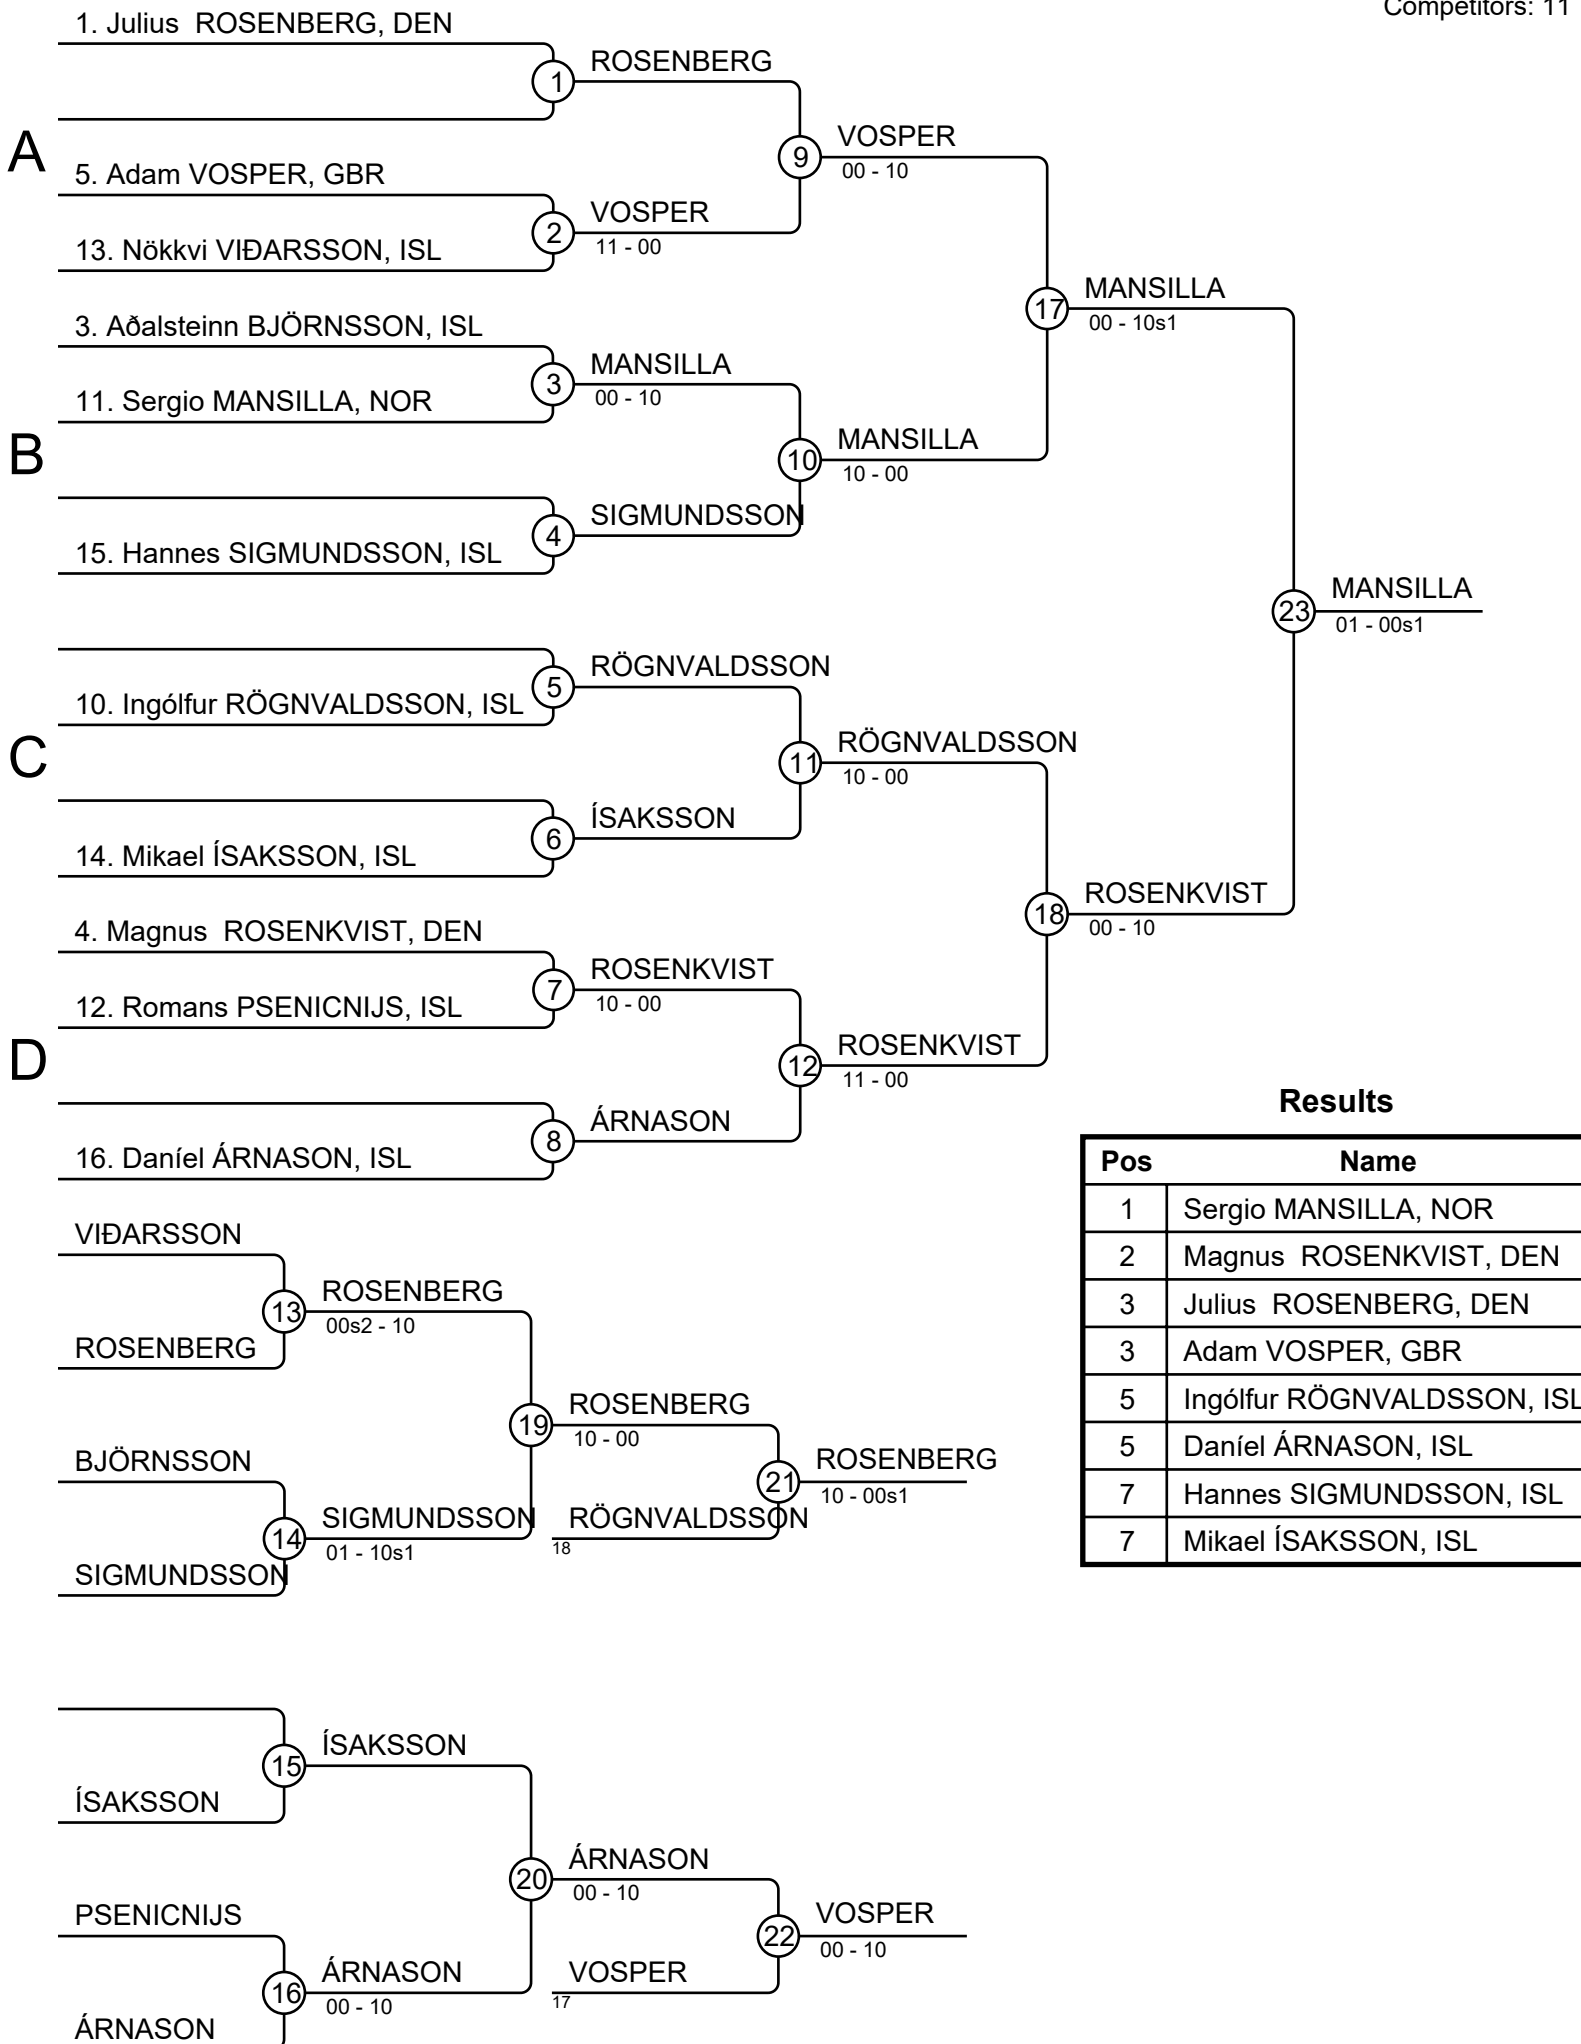 Competitors: 11
1. Julius  ROSENBERG, DEN
1
ROSENBERG
A
5. Adam VOSPER, GBR
13. Nökkvi VIÐARSSON, ISL
2
VOSPER
11 - 00
9
VOSPER
00 - 10
3. Aðalsteinn BJÖRNSSON, ISL
11. Sergio MANSILLA, NOR
3
MANSILLA
00 - 10
B
15. Hannes SIGMUNDSSON, ISL
4
SIGMUNDSSON
10
MANSILLA
10 - 00
17
MANSILLA
00 - 10s1
10. Ingólfur RÖGNVALDSSON, ISL
5
RÖGNVALDSSON
C
14. Mikael ÍSAKSSON, ISL
6
ÍSAKSSON
11
RÖGNVALDSSON
10 - 00
4. Magnus  ROSENKVIST, DEN
12. Romans PSENICNIJS, ISL
7
ROSENKVIST
10 - 00
D
16. Daníel ÁRNASON, ISL
8
ÁRNASON
12
ROSENKVIST
11 - 00
18
ROSENKVIST
00 - 10
23
MANSILLA
01 - 00s1
VIÐARSSON
ROSENBERG
13
ROSENBERG
00s2 - 10
BJÖRNSSON
SIGMUNDSSON
14
SIGMUNDSSON
01 - 10s1
19
ROSENBERG
10 - 00
RÖGNVALDSSON
18
21
ROSENBERG
10 - 00s1
ÍSAKSSON
15
ÍSAKSSON
PSENICNIJS
ÁRNASON
16
ÁRNASON
00 - 10
20
ÁRNASON
00 - 10
VOSPER
17
22
VOSPER
00 - 10
Results
Pos Name
1 Sergio MANSILLA, NOR
2 Magnus  ROSENKVIST, DEN
3 Julius  ROSENBERG, DEN
3 Adam VOSPER, GBR
5 Ingólfur RÖGNVALDSSON, ISL
5 Daníel ÁRNASON, ISL
7 Hannes SIGMUNDSSON, ISL
7 Mikael ÍSAKSSON, ISL